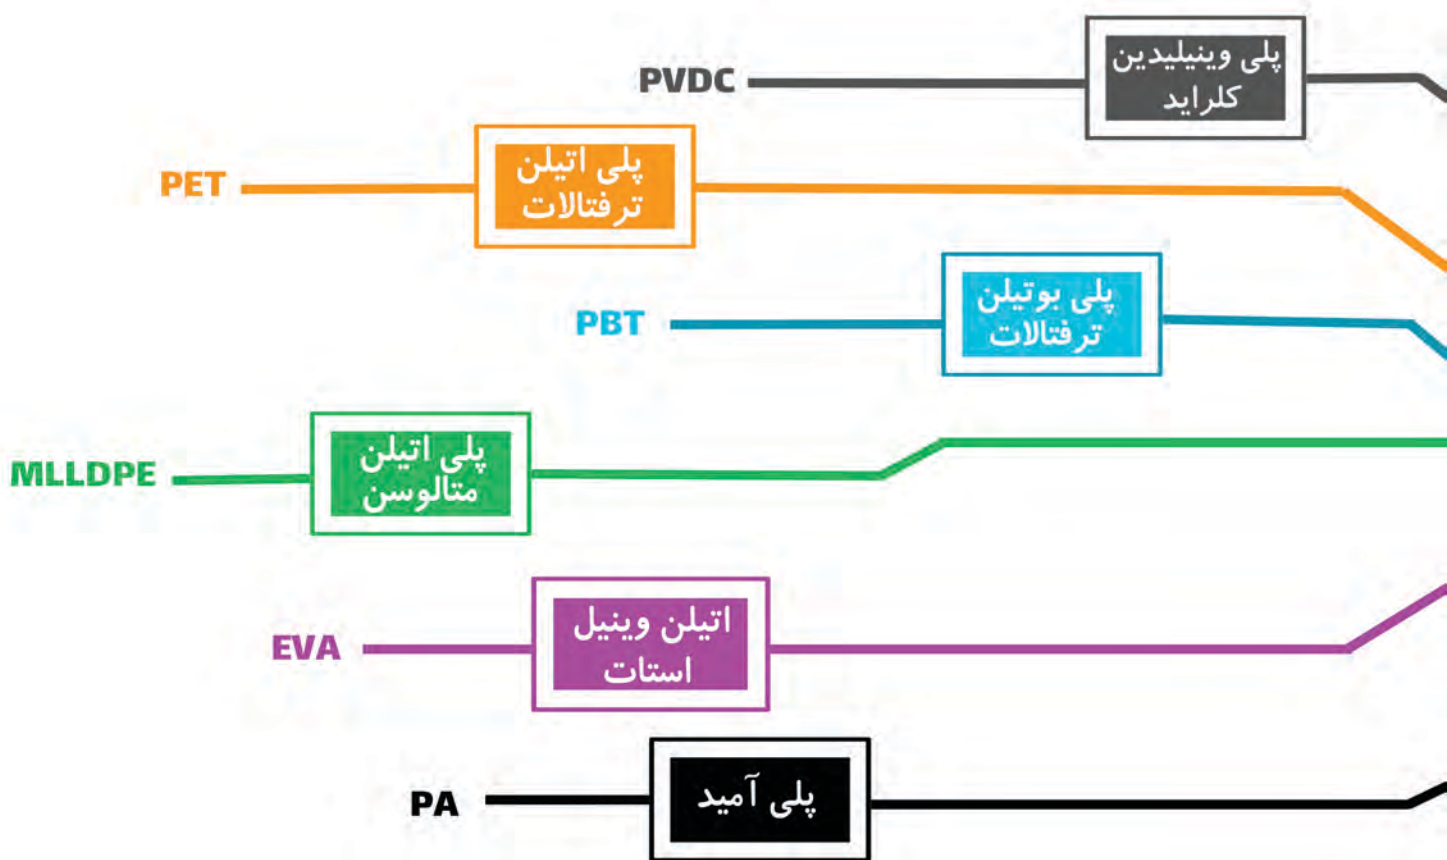 PVDC
پلی وینیلیدین
کلراید
PET
پلی اتیلن
ترفتالات
PBT
پلی بوتیلن
ترفتالات
MLLDPE
پلی اتیلن
متالوسن
EVA
اتیلن وینیل
استات
PA
پلی آمید